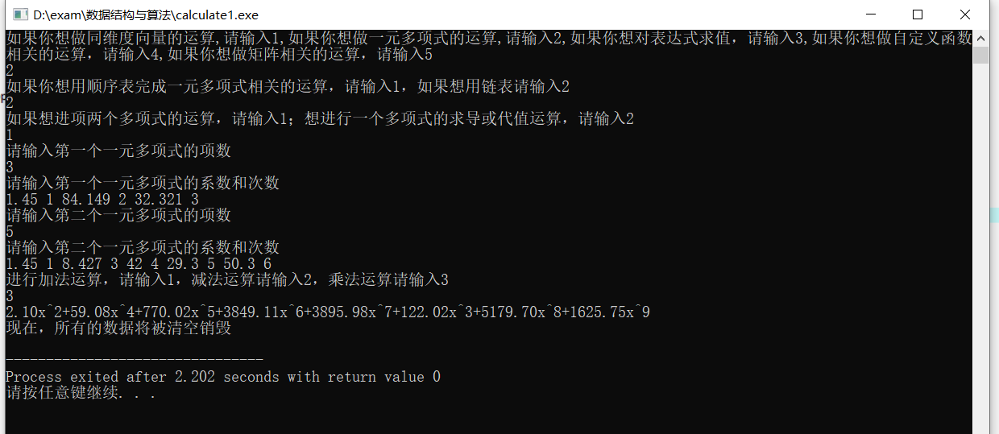 D:\exam\数据结构与算法\calculate1.exe
如果你想做同维度向量的运算,请输入1,如果你想做一元多项式的运算,请输入2,如果你想对表达式求值，请输入3,如果你想做自定义函数
相关的运算，请输入4,如果你想做矩阵相关的运算，请输入5
2
如果你想用顺序表完成一元多项式相关的运算，请输入1，如果想用链表请输入2
2
如果想进项两个多项式的运算，请输入1；想进行一个多项式的求导或代值运算，请输入2
1
请输入第一个一元多项式的项数
3
请输入第一个一元多项式的系数和次数
1.45 1 84.149 2 32.321 3
请输入第二个一元多项式的项数
5
请输入第二个一元多项式的系数和次数
1.45 1 8.427 3 42 4 29.3 5 50.3 6
进行加法运算，请输入1，减法运算请输入2，乘法运算请输入3
3
2.10x^2+59.08x^4+770.02x^5+3849.11x^6+3895.98x^7+122.02x^3+5179.70x^8+1625.75x^9
现在，所有的数据将被清空销毁
--------------------------------
Process exited after 2.202 seconds with return value 0
请按任意键继续. . .